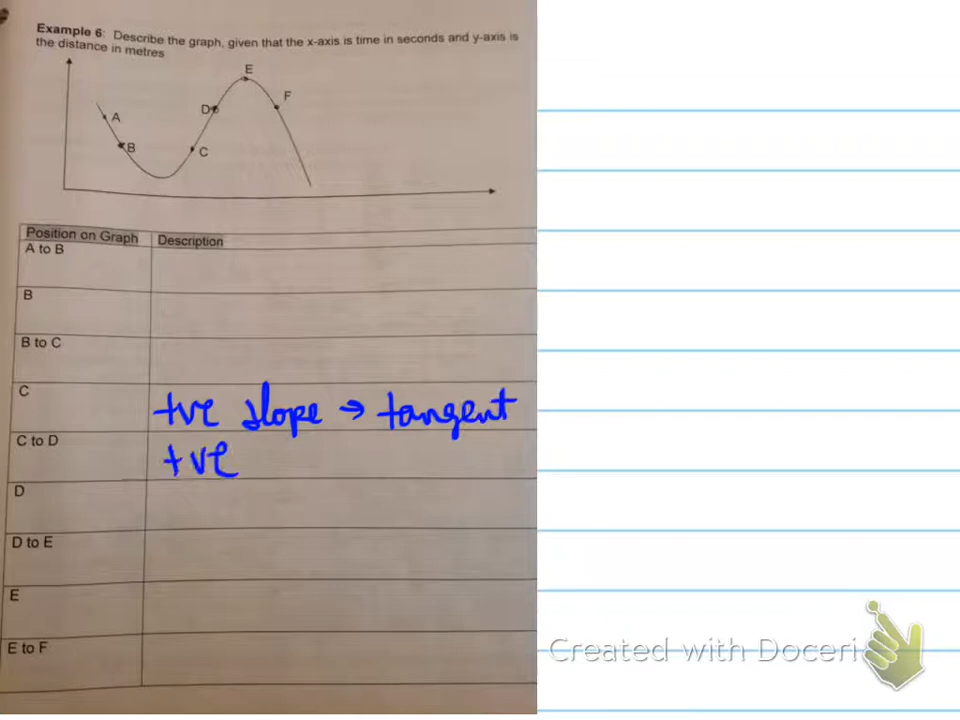 Example 6: Describe the graph, given that the x-axis is time in seconds and y-axis is
the distance in metres
E
F
D
A
B
C
Position on Graph Description
A to B
B
B to C
C +ve slope → tangent
C to D +ve
D
D to E
E
E to F
Created with Doceri